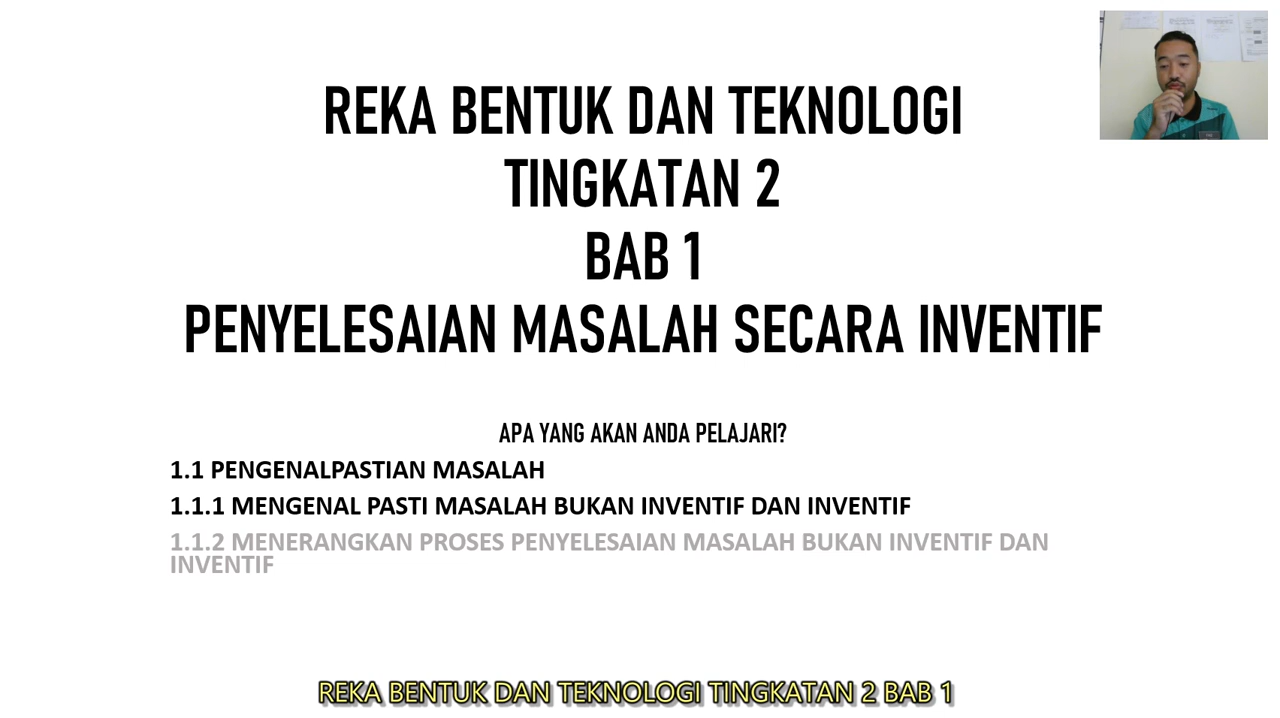 REKA BENTUK DAN TEKNOLOGI
TINGKATAN 2
BAB 1
PENYELESAIAN MASALAH SECARA INVENTIF
APA YANG AKAN ANDA PELAJARI?
1.1 PENGENALPASTIAN MASALAH
1.1.1 MENGENAL PASTI MASALAH BUKAN INVENTIF DAN INVENTIF
1.1.2 MENERANGKAN PROSES PENYELESAIAN MASALAH BUKAN INVENTIF DAN
INVENTIF
REKA BENTUK DAN TEKNOLOGI TINGKATAN 2 BAB 1